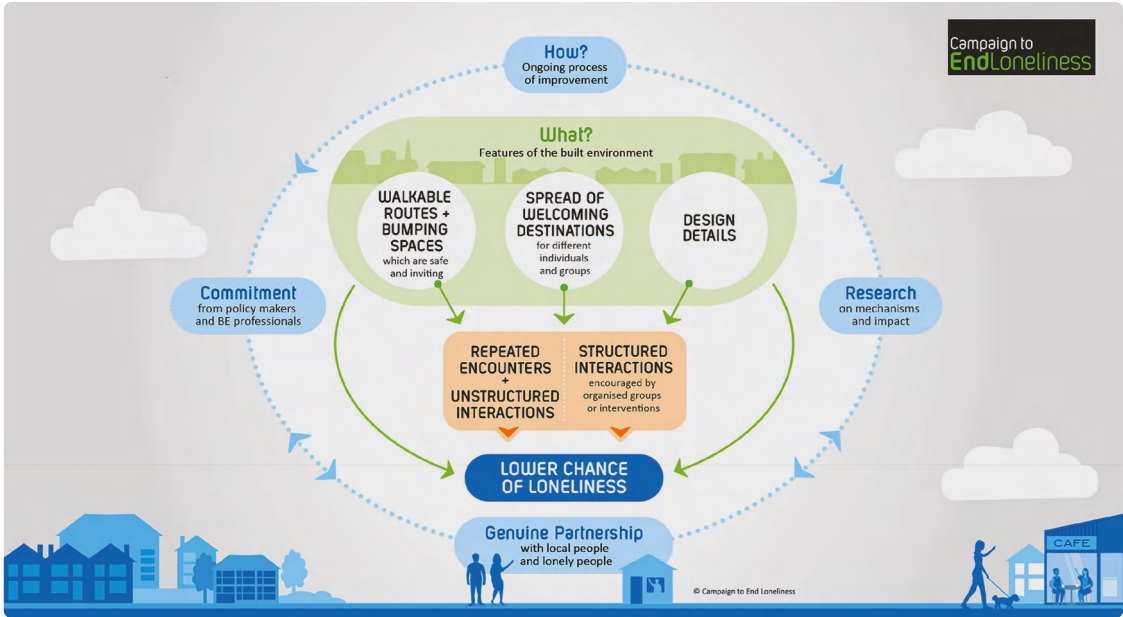 Campaign to
EndLoneliness
How?
Ongoing process
of improvement
What?
Features of the built environment
WALKABLE
ROUTES +
BUMPING
SPACES
which are safe
and inviting
SPREAD OF
WELCOMING
DESTINATIONS
for different
individuals
and groups
DESIGN
DETAILS
Commitment
from policy makers
and BE professionals
Research
on mechanisms
and impact
REPEATED
ENCOUNTERS
+
UNSTRUCTURED
INTERACTIONS
STRUCTURED
INTERACTIONS
encouraged by
organised groups
or interventions
LOWER CHANCE
OF LONELINESS
Genuine Partnership
with local people
and lonely people
CAFE
© Campaign to End Loneliness